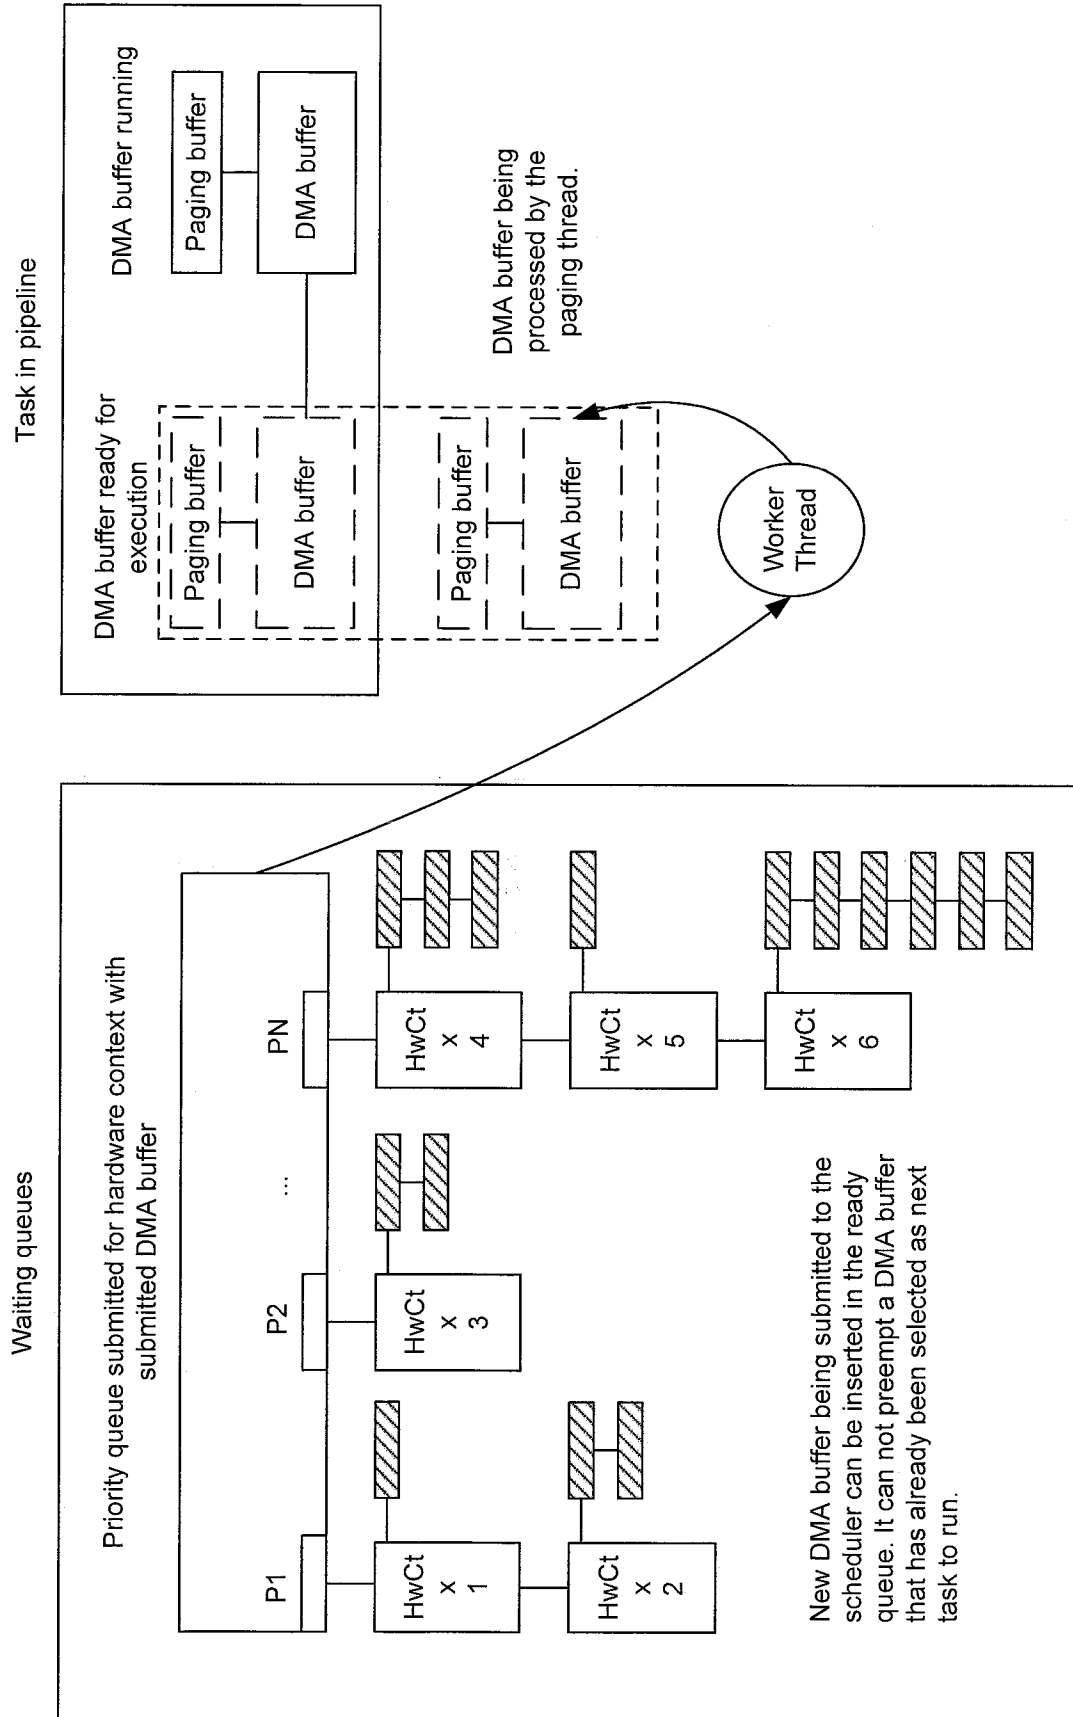 Waiting queues
Priority queue submitted for hardware context with
submitted DMA buffer
P1
P2
...
PN
HwCt
x
1
HwCt
x
2
HwCt
x
3
HwCt
x
4
HwCt
x
5
HwCt
x
6
New DMA buffer being submitted to the
scheduler can be inserted in the ready
queue. It can not preempt a DMA buffer
that has already been selected as next
task to run.
Task in pipeline
DMA buffer ready for
execution
DMA buffer running
Paging buffer
DMA buffer
Paging buffer
DMA buffer
Paging buffer
DMA buffer
DMA buffer being
processed by the
paging thread.
Worker
Thread